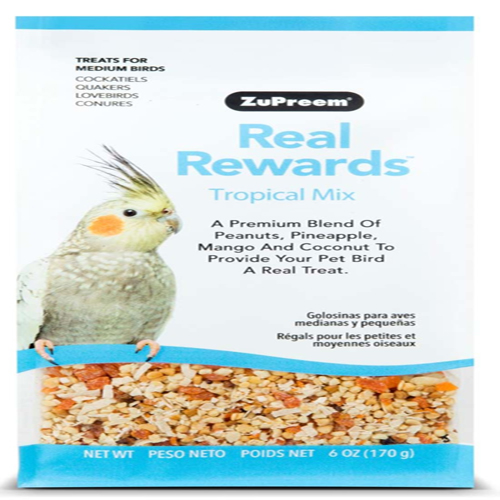 TREATS FOR
MEDIUM BIRDS
COCKATIELS
QUAKERS
LOVEBIRDS
CONURES
ZuPreem®
Real
Rewards™
Tropical Mix
A Premium Blend Of
Peanuts, Pineapple,
Mango And Coconut To
Provide Your Pet Bird
A Real Treat.
Golosinas para aves
medianas y pequeñas
Régals pour les petites et
moyennes oiseaux
NET WT PESO NETO POIDS NET 6 OZ (170 g)